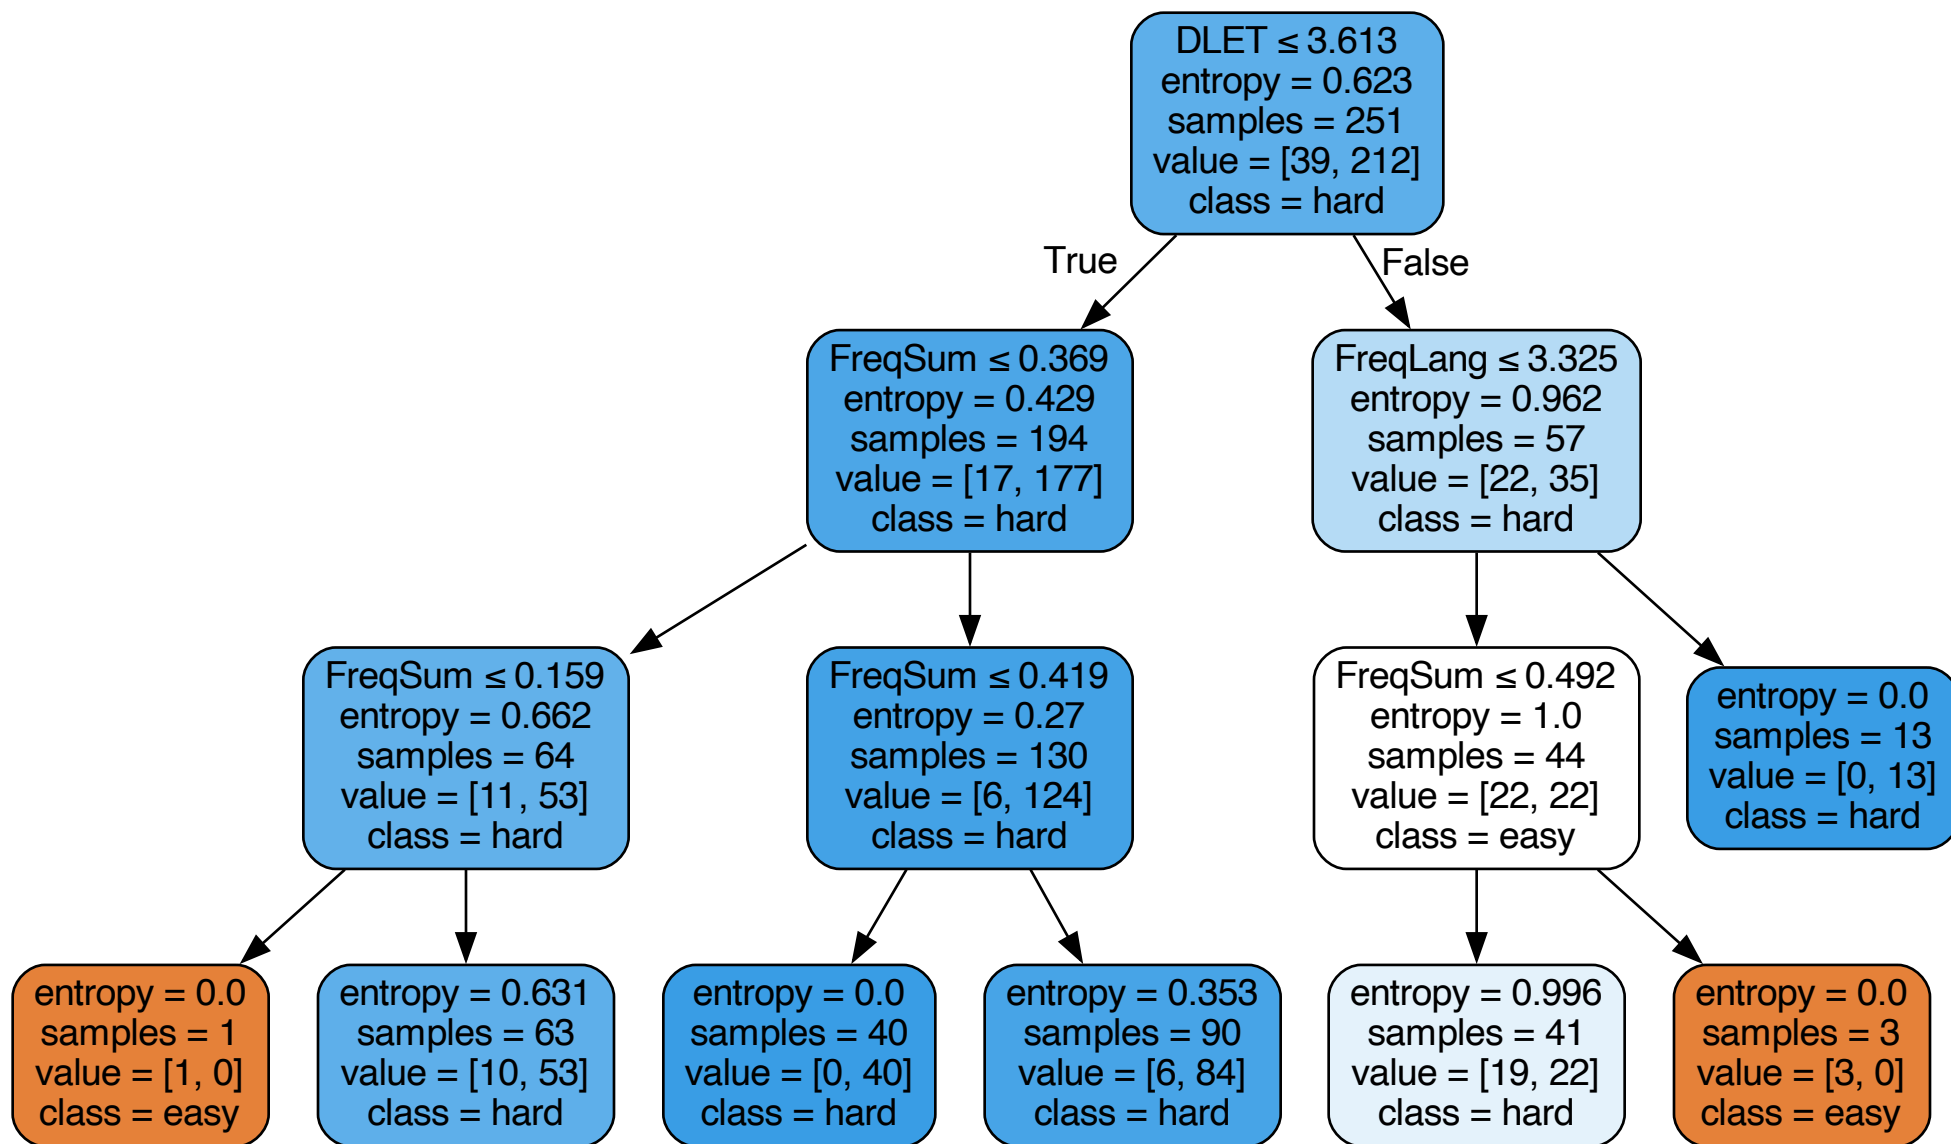 DLET ≤ 3.613
entropy = 0.623
samples = 251
value = [39, 212]
class = hard
True
False
FreqSum ≤ 0.369
entropy = 0.429
samples = 194
value = [17, 177]
class = hard
FreqLang ≤ 3.325
entropy = 0.962
samples = 57
value = [22, 35]
class = hard
FreqSum ≤ 0.159
entropy = 0.662
samples = 64
value = [11, 53]
class = hard
FreqSum ≤ 0.419
entropy = 0.27
samples = 130
value = [6, 124]
class = hard
FreqSum ≤ 0.492
entropy = 1.0
samples = 44
value = [22, 22]
class = easy
entropy = 0.0
samples = 13
value = [0, 13]
class = hard
entropy = 0.0
samples = 1
value = [1, 0]
class = easy
entropy = 0.631
samples = 63
value = [10, 53]
class = hard
entropy = 0.0
samples = 40
value = [0, 40]
class = hard
entropy = 0.353
samples = 90
value = [6, 84]
class = hard
entropy = 0.996
samples = 41
value = [19, 22]
class = hard
entropy = 0.0
samples = 3
value = [3, 0]
class = easy